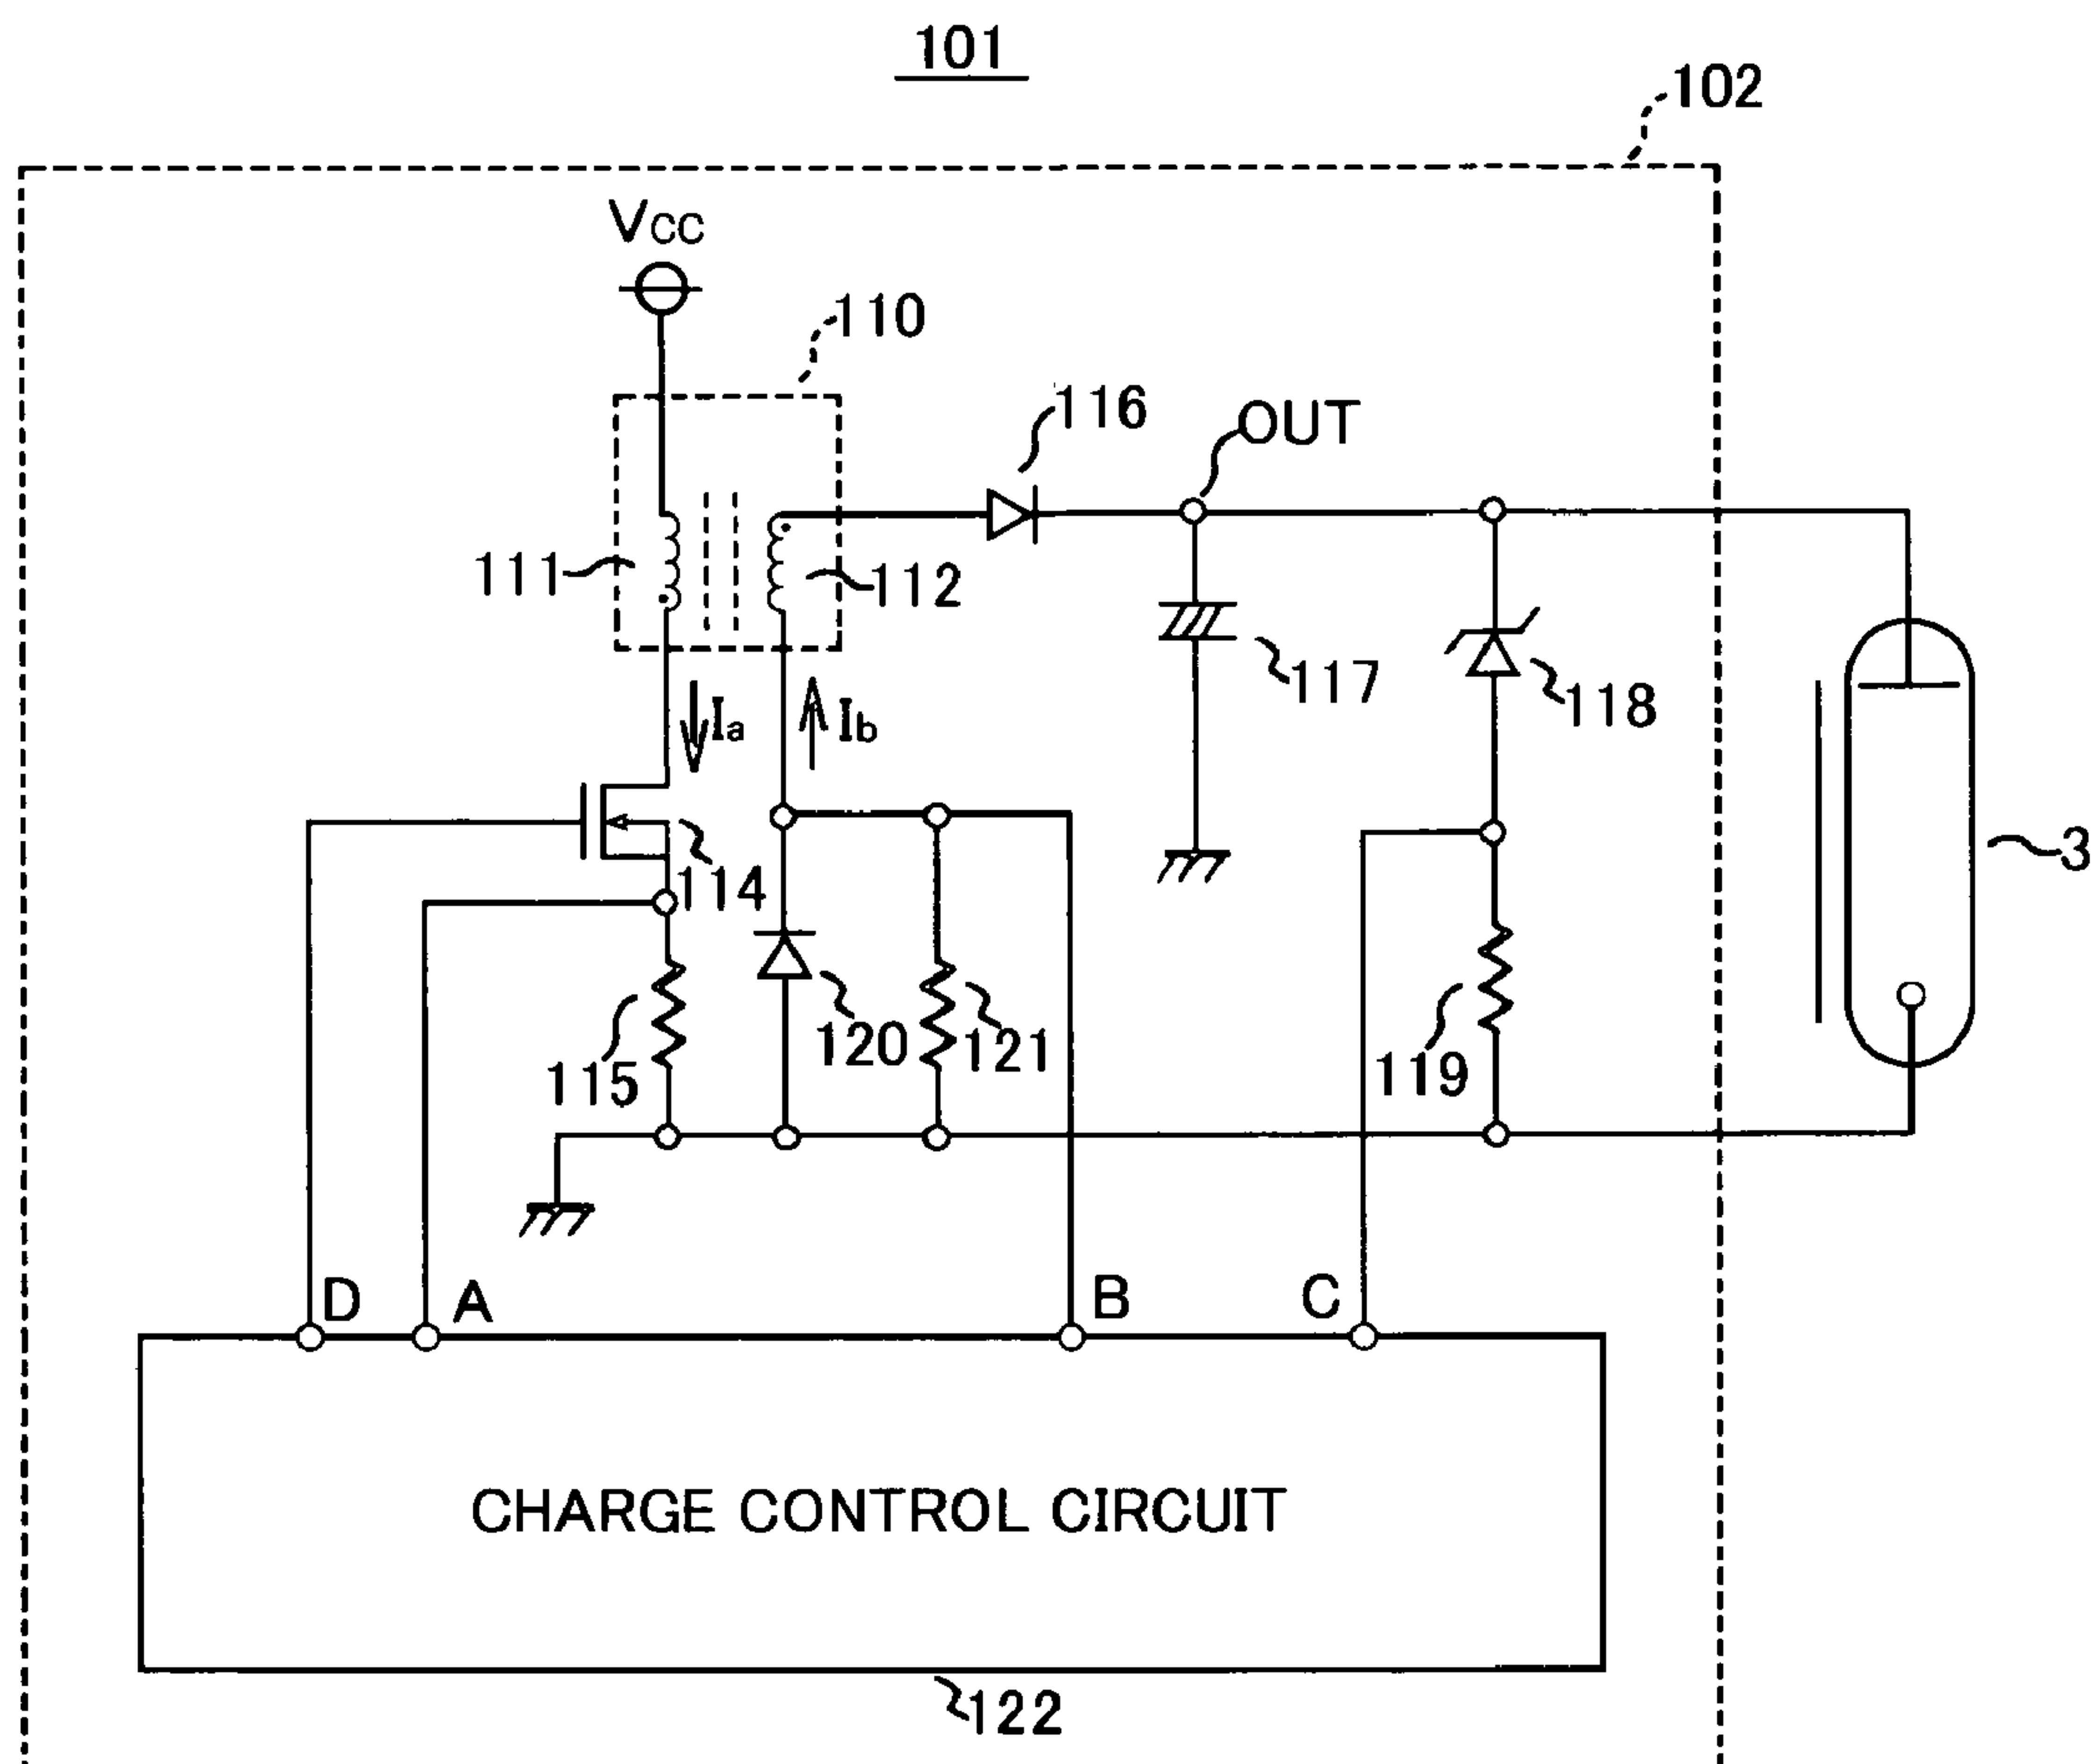 101
102
Vcc
110
116
OUT
111
112
117
118
Ia
Ib
114
3
115
120
121
119
D
A
B
C
CHARGE CONTROL CIRCUIT
122